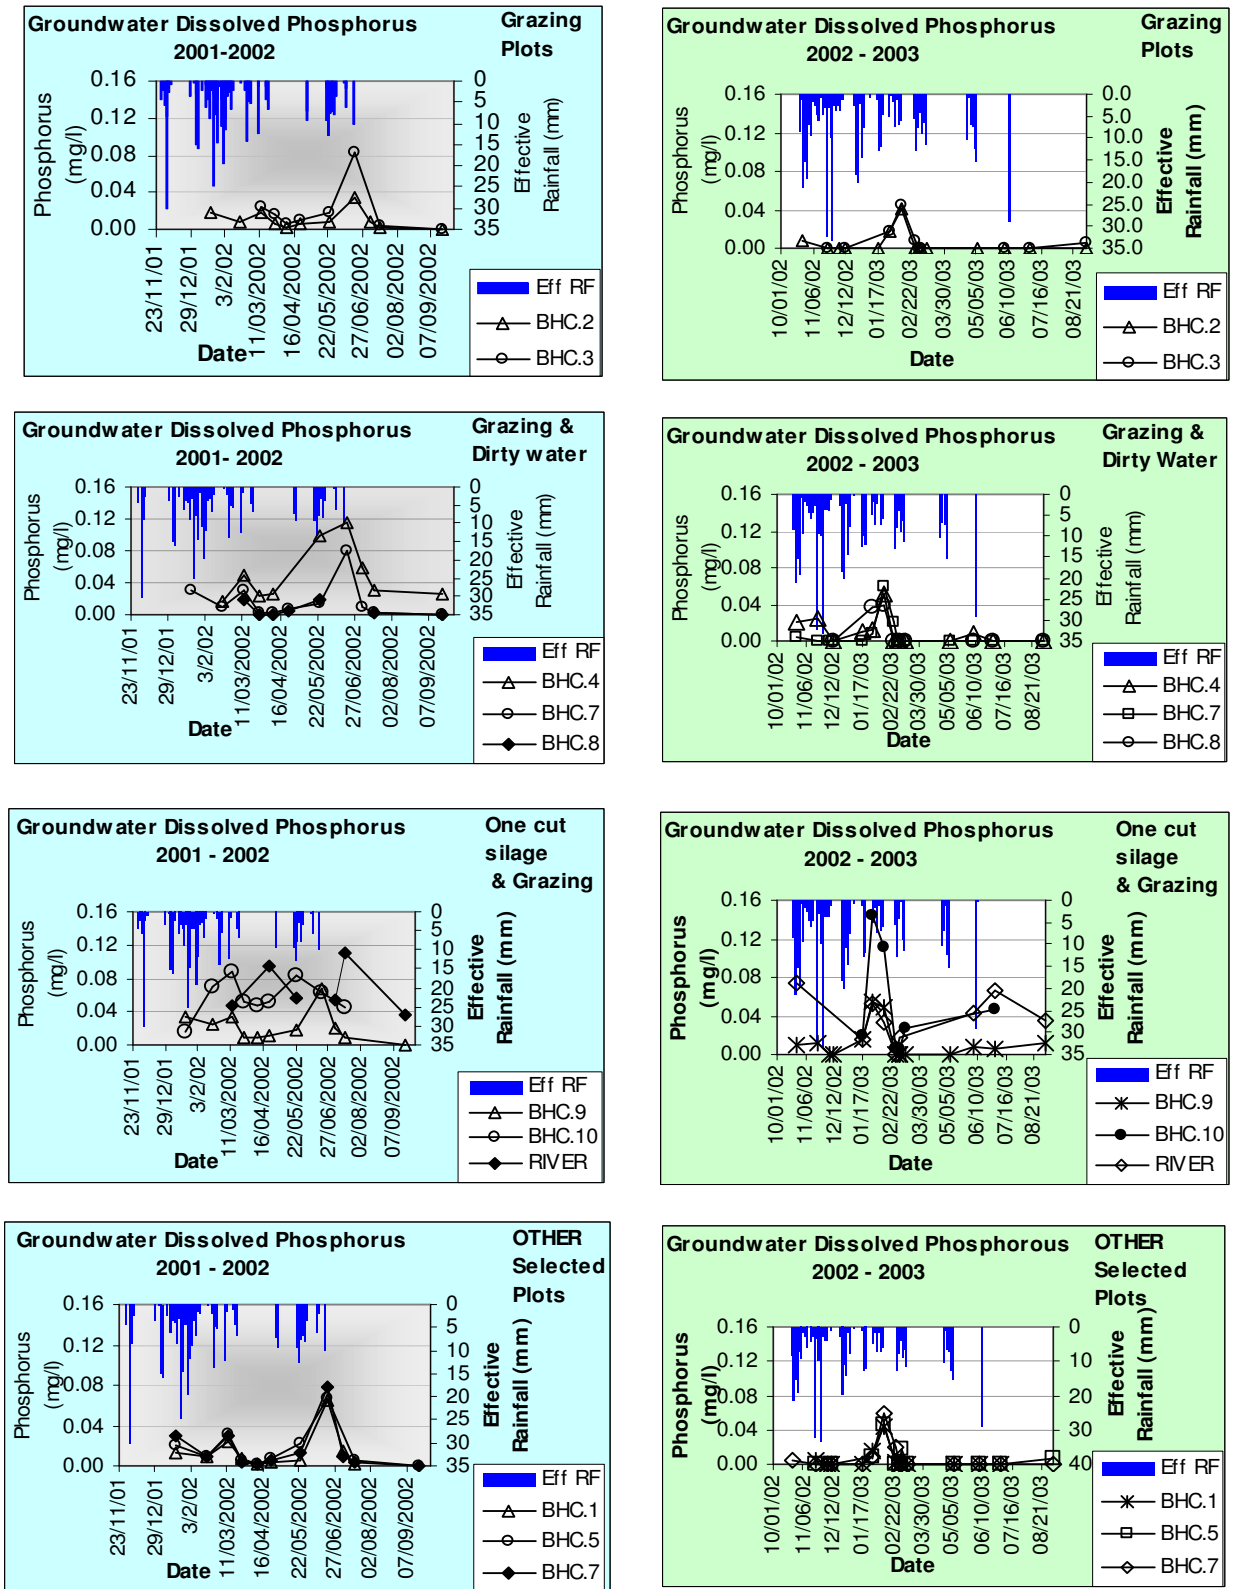 Groundwater Dissolved Phosphorus
2001-2002
Grazing
Plots
Phosphorus
(mg/l)
0.16
0.12
0.08
0.04
0.00
0
5
10
15
20
25
30
35
Effective
Rainfall (mm)
23/11/01
29/12/01
3/2/02
11/03/2002
16/04/2002
22/05/2002
27/06/2002
02/08/2002
07/09/2002
Date
Eff RF
BHC.2
BHC.3
Groundwater Dissolved Phosphorus
2002 - 2003
Grazing
Plots
Phosphorus
(mg/l)
0.16
0.12
0.08
0.04
0.00
0.0
5.0
10.0
15.0
20.0
25.0
30.0
35.0
Effective
Rainfall (mm)
10/01/02
11/06/02
12/12/02
01/17/03
02/22/03
03/30/03
05/05/03
06/10/03
07/16/03
08/21/03
Date
Eff RF
BHC.2
BHC.3
Groundwater Dissolved Phosphorus
2001- 2002
Grazing &
Dirty water
Phosphorus
(mg/l)
0.16
0.12
0.08
0.04
0.00
0
5
10
15
20
25
30
35
Effective
Rainfall (mm)
23/11/01
29/12/01
3/2/02
11/03/2002
16/04/2002
22/05/2002
27/06/2002
02/08/2002
07/09/2002
Date
Eff RF
BHC.4
BHC.7
BHC.8
Groundwater Dissolved Phosphorus
2002 - 2003
Grazing &
Dirty Water
Phosphorus
(mg/l)
0.16
0.12
0.08
0.04
0.00
0
5
10
15
20
25
30
35
Effective
Rainfall (mm)
10/01/02
11/06/02
12/12/02
01/17/03
02/22/03
03/30/03
05/05/03
06/10/03
07/16/03
08/21/03
Date
Eff RF
BHC.4
BHC.7
BHC.8
Groundwater Dissolved Phosphorus
2001 - 2002
One cut
silage
& Grazing
Phosphorus
(mg/l)
0.16
0.12
0.08
0.04
0.00
0
5
10
15
20
25
30
35
Effective
Rainfall (mm)
23/11/01
29/12/01
3/2/02
11/03/2002
16/04/2002
22/05/2002
27/06/2002
02/08/2002
07/09/2002
Date
Eff RF
BHC.9
BHC.10
RIVER
Groundwater Dissolved Phosphorus
2002 - 2003
One cut
silage
& Grazing
Phosphorus
(mg/l)
0.16
0.12
0.08
0.04
0.00
0
5
10
15
20
25
30
35
Effective
Rainfall (mm)
10/01/02
11/06/02
12/12/02
01/17/03
02/22/03
03/30/03
05/05/03
06/10/03
07/16/03
08/21/03
Date
Eff RF
BHC.9
BHC.10
RIVER
Groundwater Dissolved Phosphorus
2001 - 2002
OTHER
Selected
Plots
Phosphorus
(mg/l)
0.16
0.12
0.08
0.04
0.00
0
5
10
15
20
25
30
35
Effective
Rainfall (mm)
23/11/01
29/12/01
3/2/02
11/03/2002
16/04/2002
22/05/2002
27/06/2002
02/08/2002
07/09/2002
Date
Eff RF
BHC.1
BHC.5
BHC.7
Groundwater Dissolved Phosphorous
2002 - 2003
OTHER
Selected
Plots
Phosphorus
(mg/l)
0.16
0.12
0.08
0.04
0.00
0
10
20
30
40
Effective
Rainfall (mm)
10/01/02
11/06/02
12/12/02
01/17/03
02/22/03
03/30/03
05/05/03
06/10/03
07/16/03
08/21/03
Date
Eff RF
BHC.1
BHC.5
BHC.7